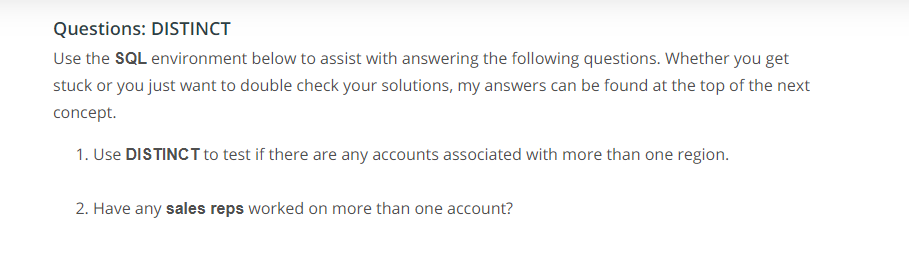 Questions: DISTINCT
Use the SQL environment below to assist with answering the following questions. Whether you get
stuck or you just want to double check your solutions, my answers can be found at the top of the next
concept.
1. Use DISTINCT to test if there are any accounts associated with more than one region.
2. Have any sales reps worked on more than one account?